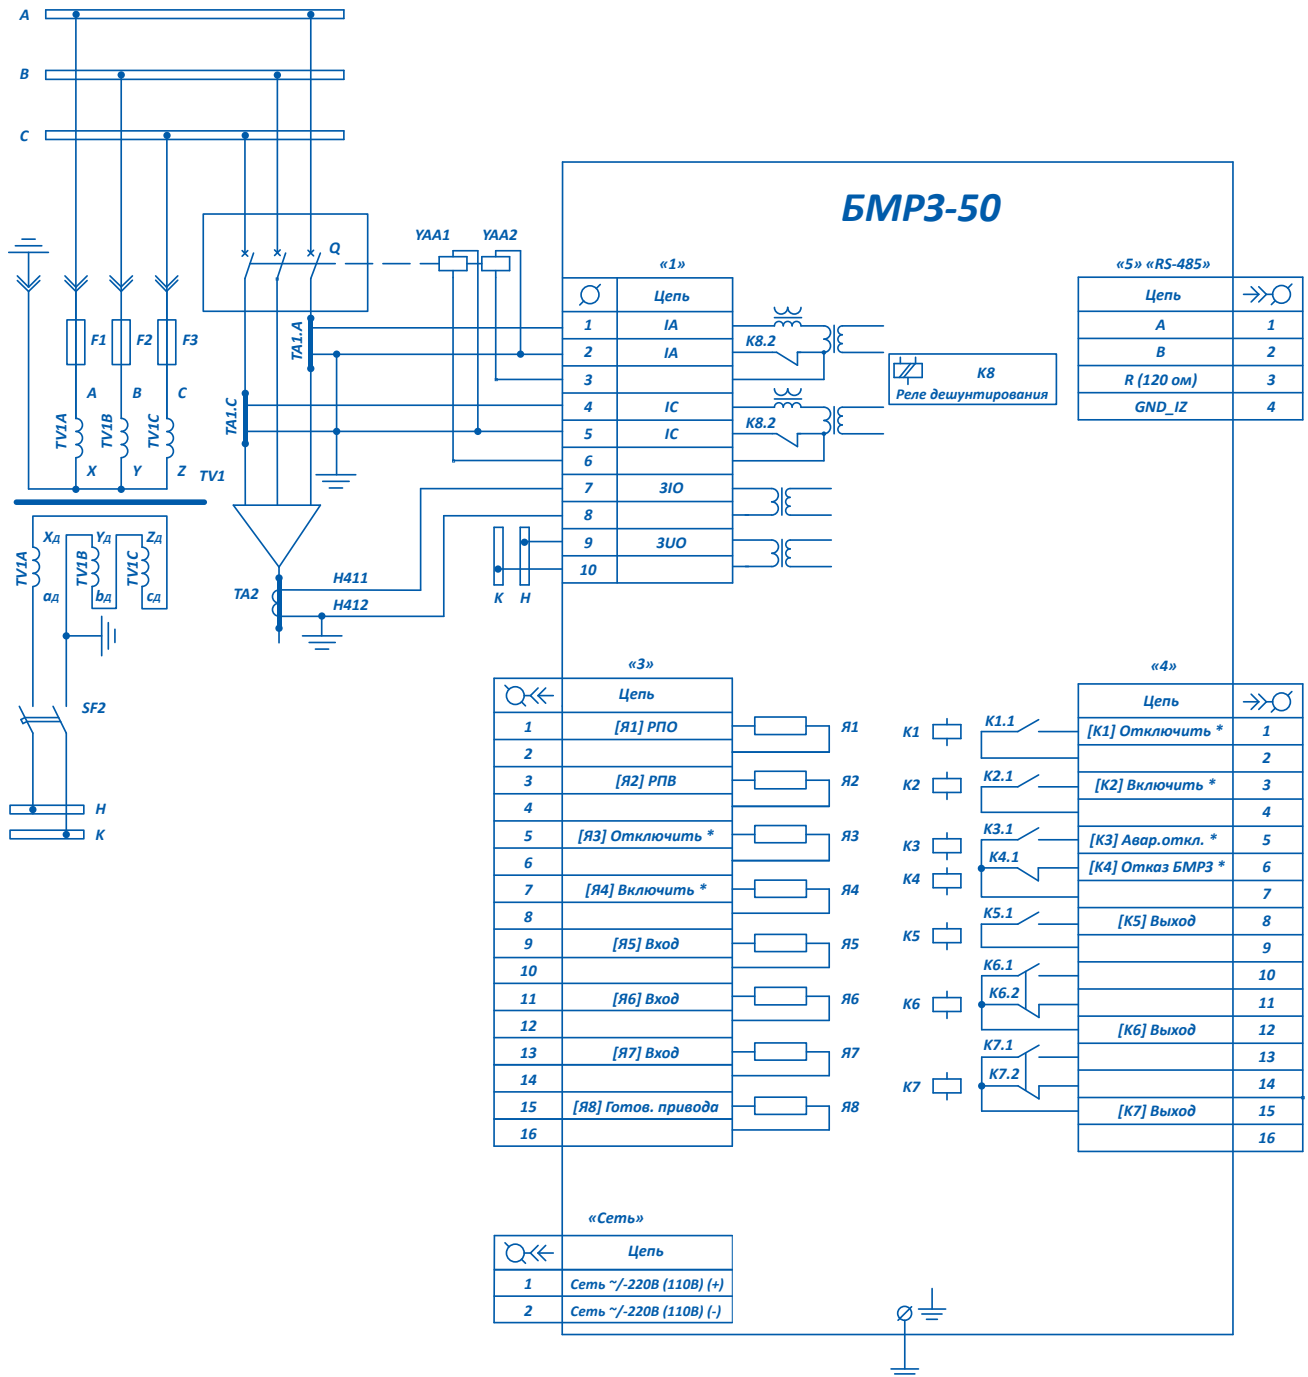 A
B
C
БМРЗ-50
Q
YAA1
YAA2
F1
F2
F3
A
B
C
TV1A
TV1B
TV1C
X
Y
Z
TV1
TA1.A
TA1.C
Xд
Yд
Zд
TV1A
TV1B
TV1C
aд
bд
cд
TA2
H411
H412
K
H
SF2
H
K
«1»
Цепь
1 IA
2 IA
3
4 IC
5 IC
6
7 3IO
8
9 3UO
10
K8.2
K8.2
K8
Реле дешунтирования
«5» «RS-485»
Цепь
A 1
B 2
R (120 ом) 3
GND_IZ 4
«3»
Цепь
1 [Я1] РПО
2
3 [Я2] РПВ
4
5 [Я3] Отключить *
6
7 [Я4] Включить *
8
9 [Я5] Вход
10
11 [Я6] Вход
12
13 [Я7] Вход
14
15 [Я8] Готов. привода
16
Я1
Я2
Я3
Я4
Я5
Я6
Я7
Я8
K1
K2
K3
K4
K5
K6
K7
K1.1
K2.1
K3.1
K4.1
K5.1
K6.1
K6.2
K7.1
K7.2
«4»
Цепь
[K1] Отключить * 1
2
[K2] Включить * 3
4
[K3] Авар.откл. * 5
[K4] Отказ БМРЗ * 6
7
[K5] Выход 8
9
10
11
[K6] Выход 12
13
14
[K7] Выход 15
16
«Сеть»
Цепь
1 Сеть ~/-220В (110В) (+)
2 Сеть ~/-220В (110В) (-)